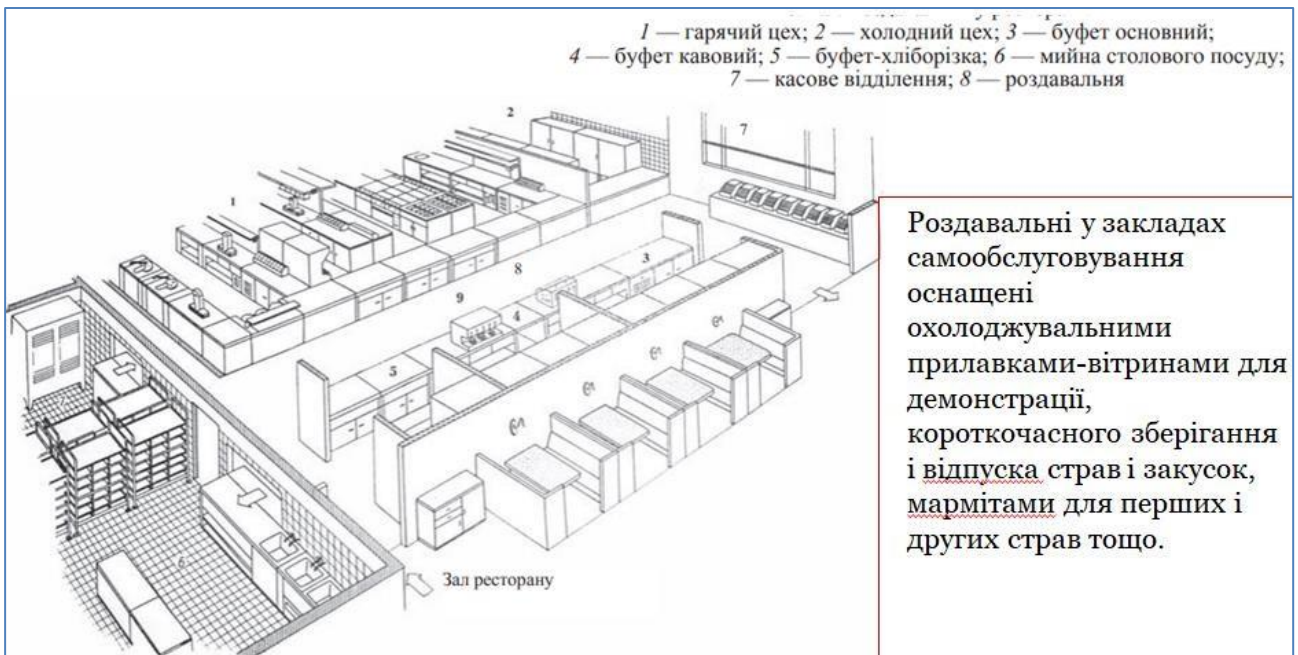 1 — гарячий цех; 2 — холодний цех; 3 — буфет основний;
4 — буфет кавовий; 5 — буфет-хліборізка; 6 — мийна столового посуду;
7 — касове відділення; 8 — роздавальня
2
7
1
8
3
9
4
5
6
Зал ресторану
Роздавальні у закладах
самообслуговування
оснащені
охолоджувальними
прилавками-вітринами для
демонстрації,
короткочасного зберігання
і відпуска страв і закусок,
мармітами для перших і
других страв тощо.